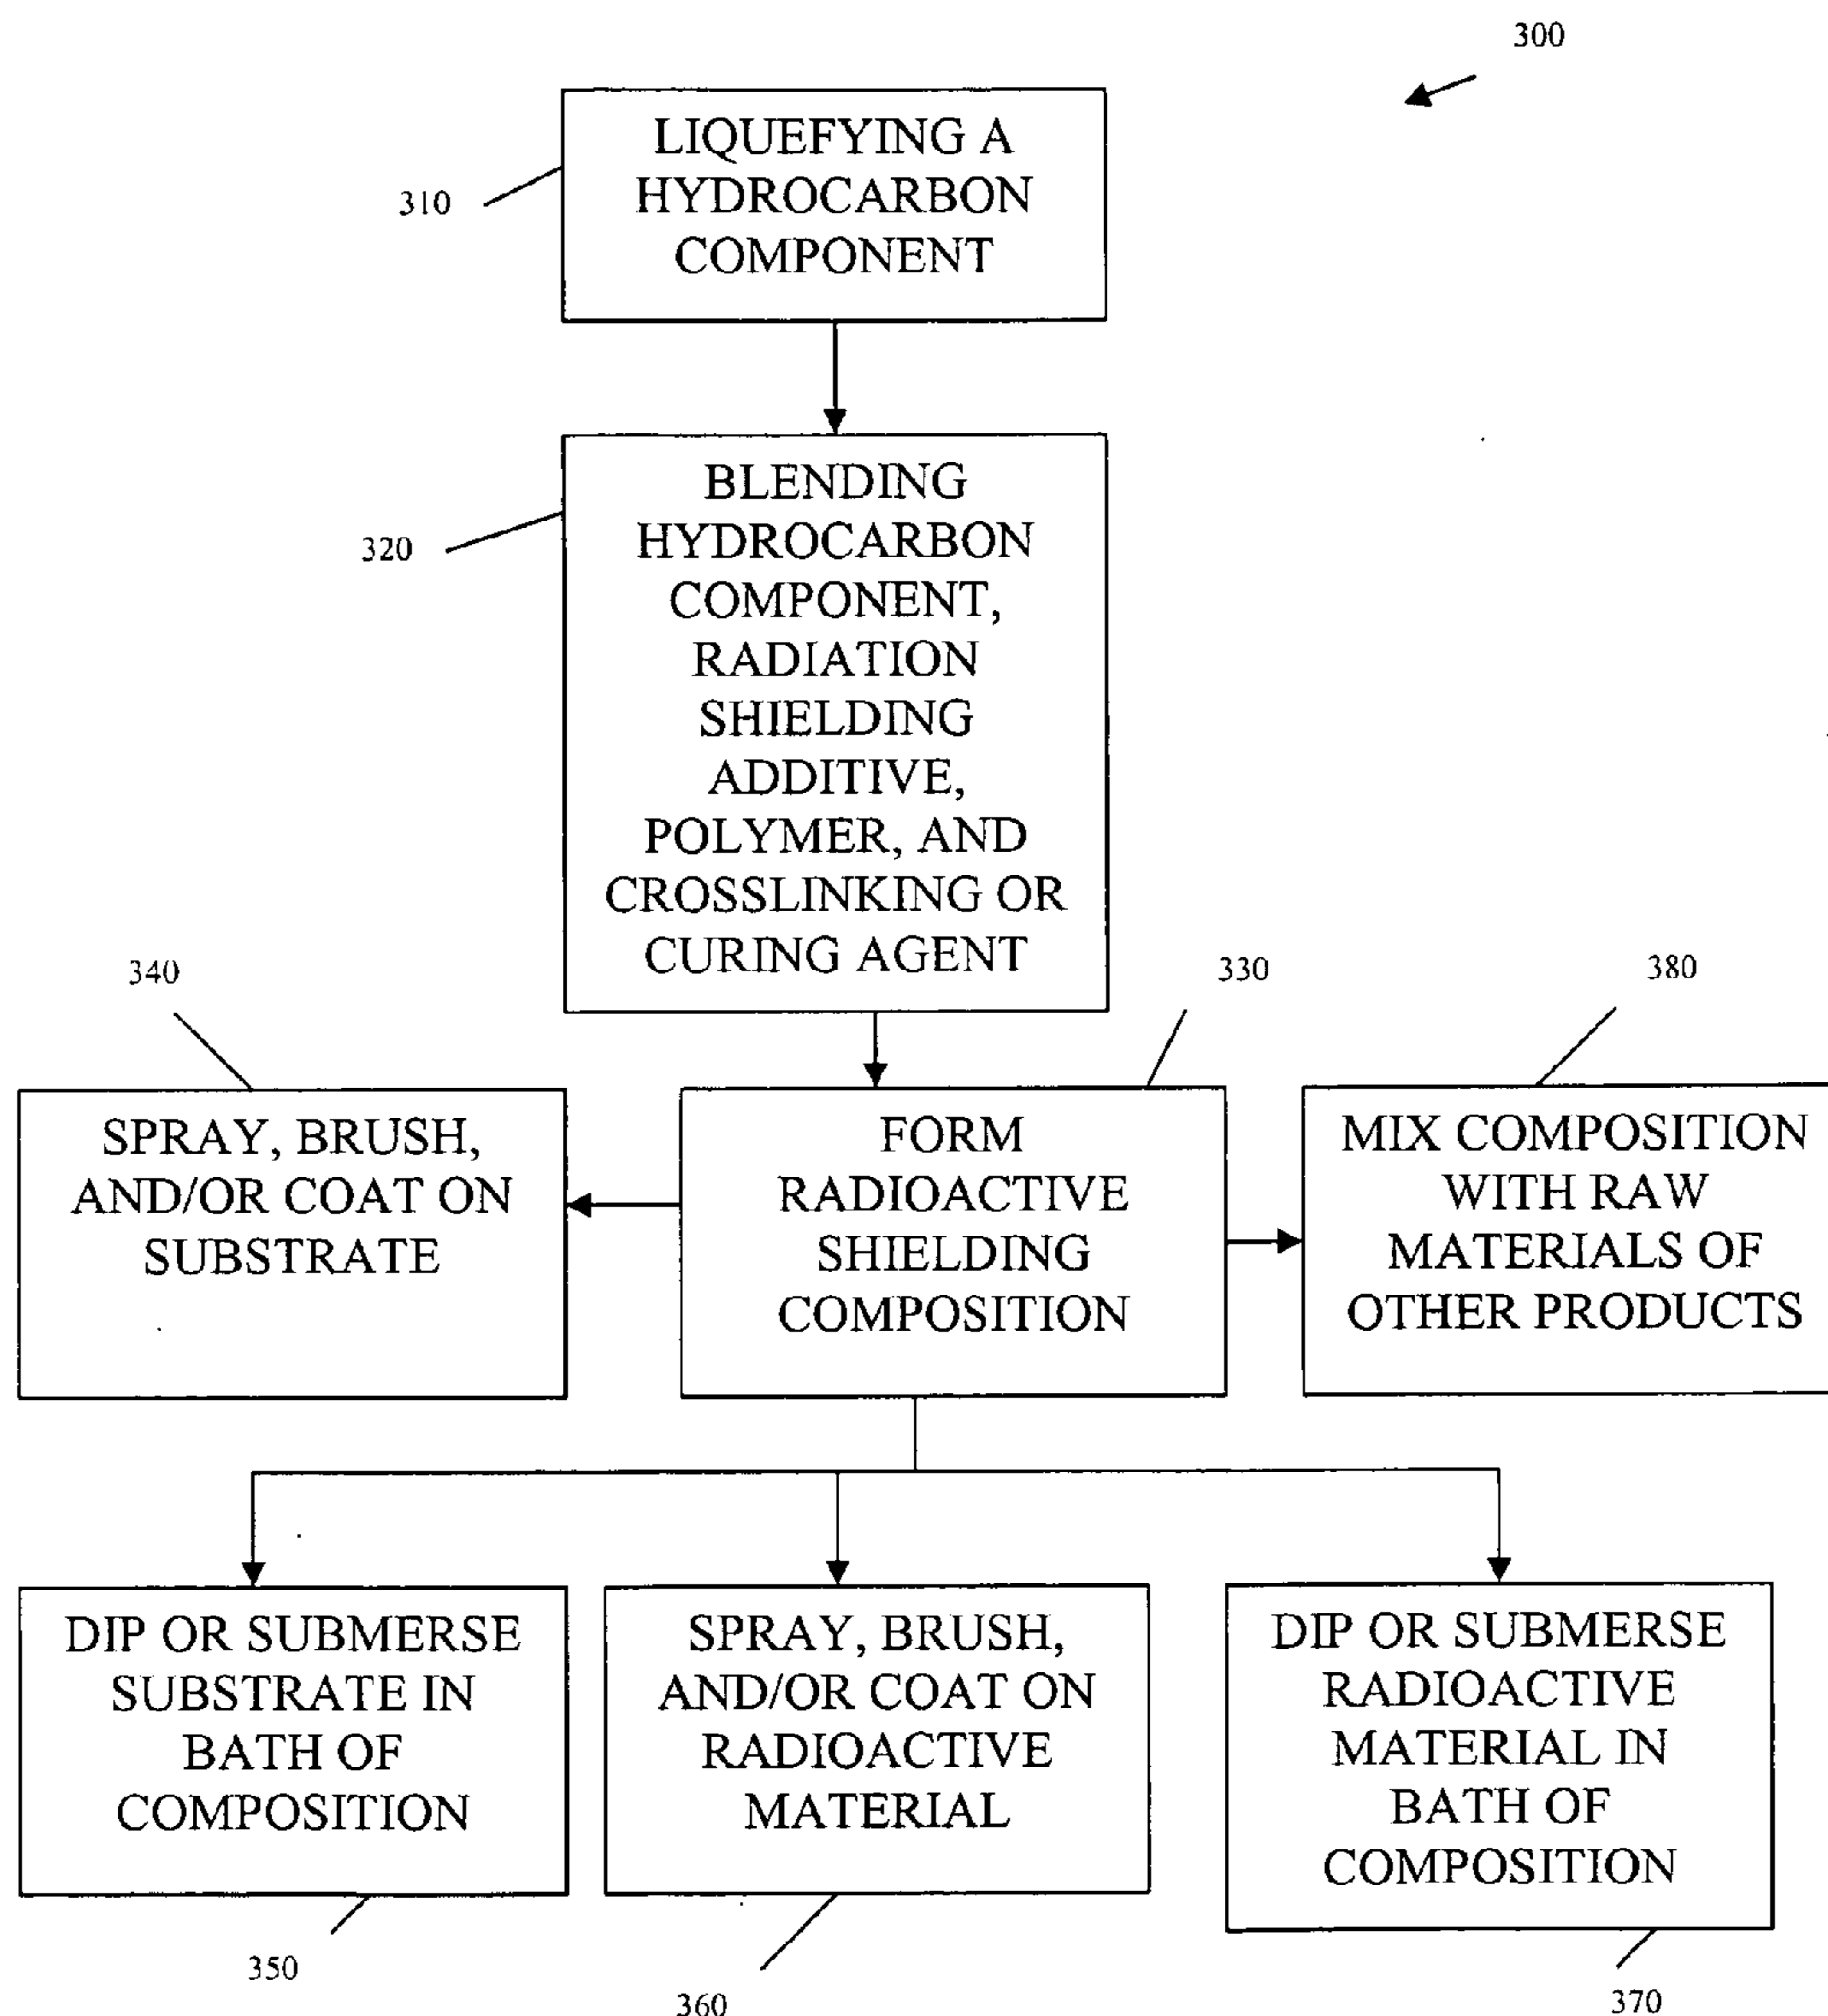 300
LIQUEFYING A
HYDROCARBON
COMPONENT
310
BLENDING
HYDROCARBON
COMPONENT,
RADIATION
SHIELDING
ADDITIVE,
POLYMER, AND
CROSSLINKING OR
CURING AGENT
320
340
330
380
SPRAY, BRUSH,
AND/OR COAT ON
SUBSTRATE
FORM
RADIOACTIVE
SHIELDING
COMPOSITION
MIX COMPOSITION
WITH RAW
MATERIALS OF
OTHER PRODUCTS
DIP OR SUBMERSE
SUBSTRATE IN
BATH OF
COMPOSITION
SPRAY, BRUSH,
AND/OR COAT ON
RADIOACTIVE
MATERIAL
DIP OR SUBMERSE
RADIOACTIVE
MATERIAL IN
BATH OF
COMPOSITION
350
360
370